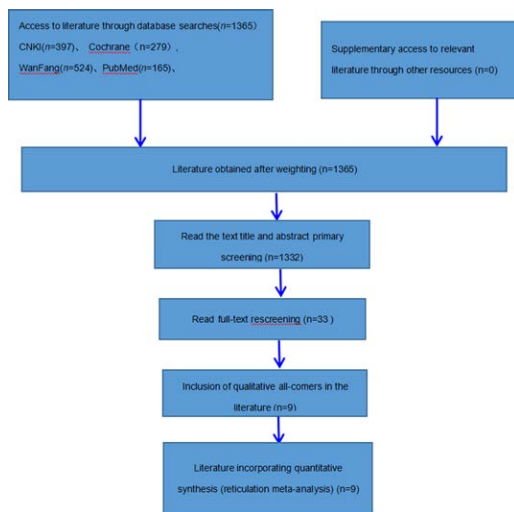 Access to literature through database searches(n=1365)
CNKI(n=397)、 Cochrane (n=279) 、
WanFang(n=524)、PubMed(n=165)、
Supplementary access to relevant
literature through other resources (n=0)
Literature obtained after weighting (n=1365)
Read the text title and abstract primary
screening (n=1332)
Read full-text rescreening (n=33 )
Inclusion of qualitative all-comers in the
literature (n=9)
Literature incorporating quantitative
synthesis (reticulation meta-analysis) (n=9)